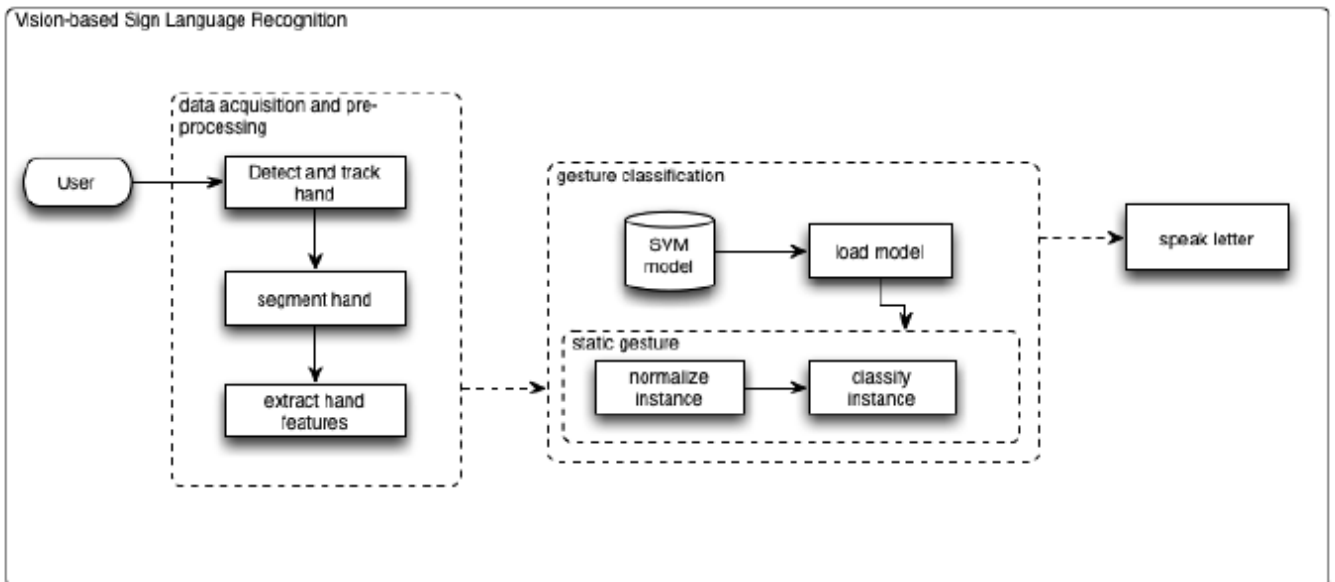 Vision-based Sign Language Recognition
data acquisition and pre-
processing
User
Detect and track
hand
segment hand
extract hand
features
gesture classification
SVM
model
load model
static gesture
normalize
instance
classify
instance
speak letter